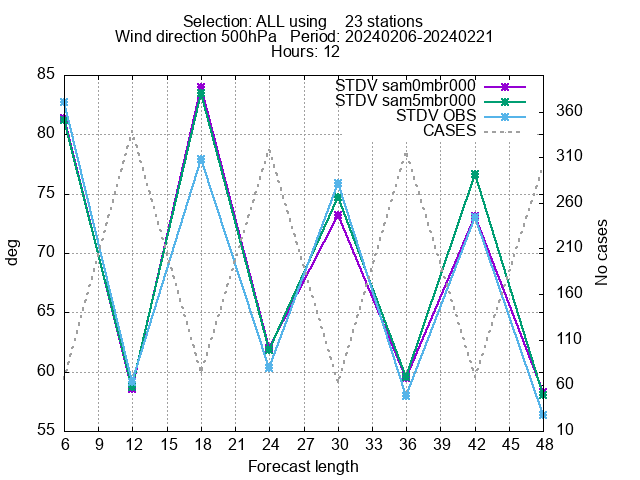 Selection: ALL using    23 stations
Wind direction 500hPa   Period: 20240206-20240221
Hours: 12
STDV sam0mbr000
STDV sam5mbr000
STDV OBS
CASES
85
80
75
70
65
60
55
deg
360
310
260
210
160
110
60
10
No cases
6 9 12 15 18 21 24 27 30 33 36 39 42 45 48
Forecast length